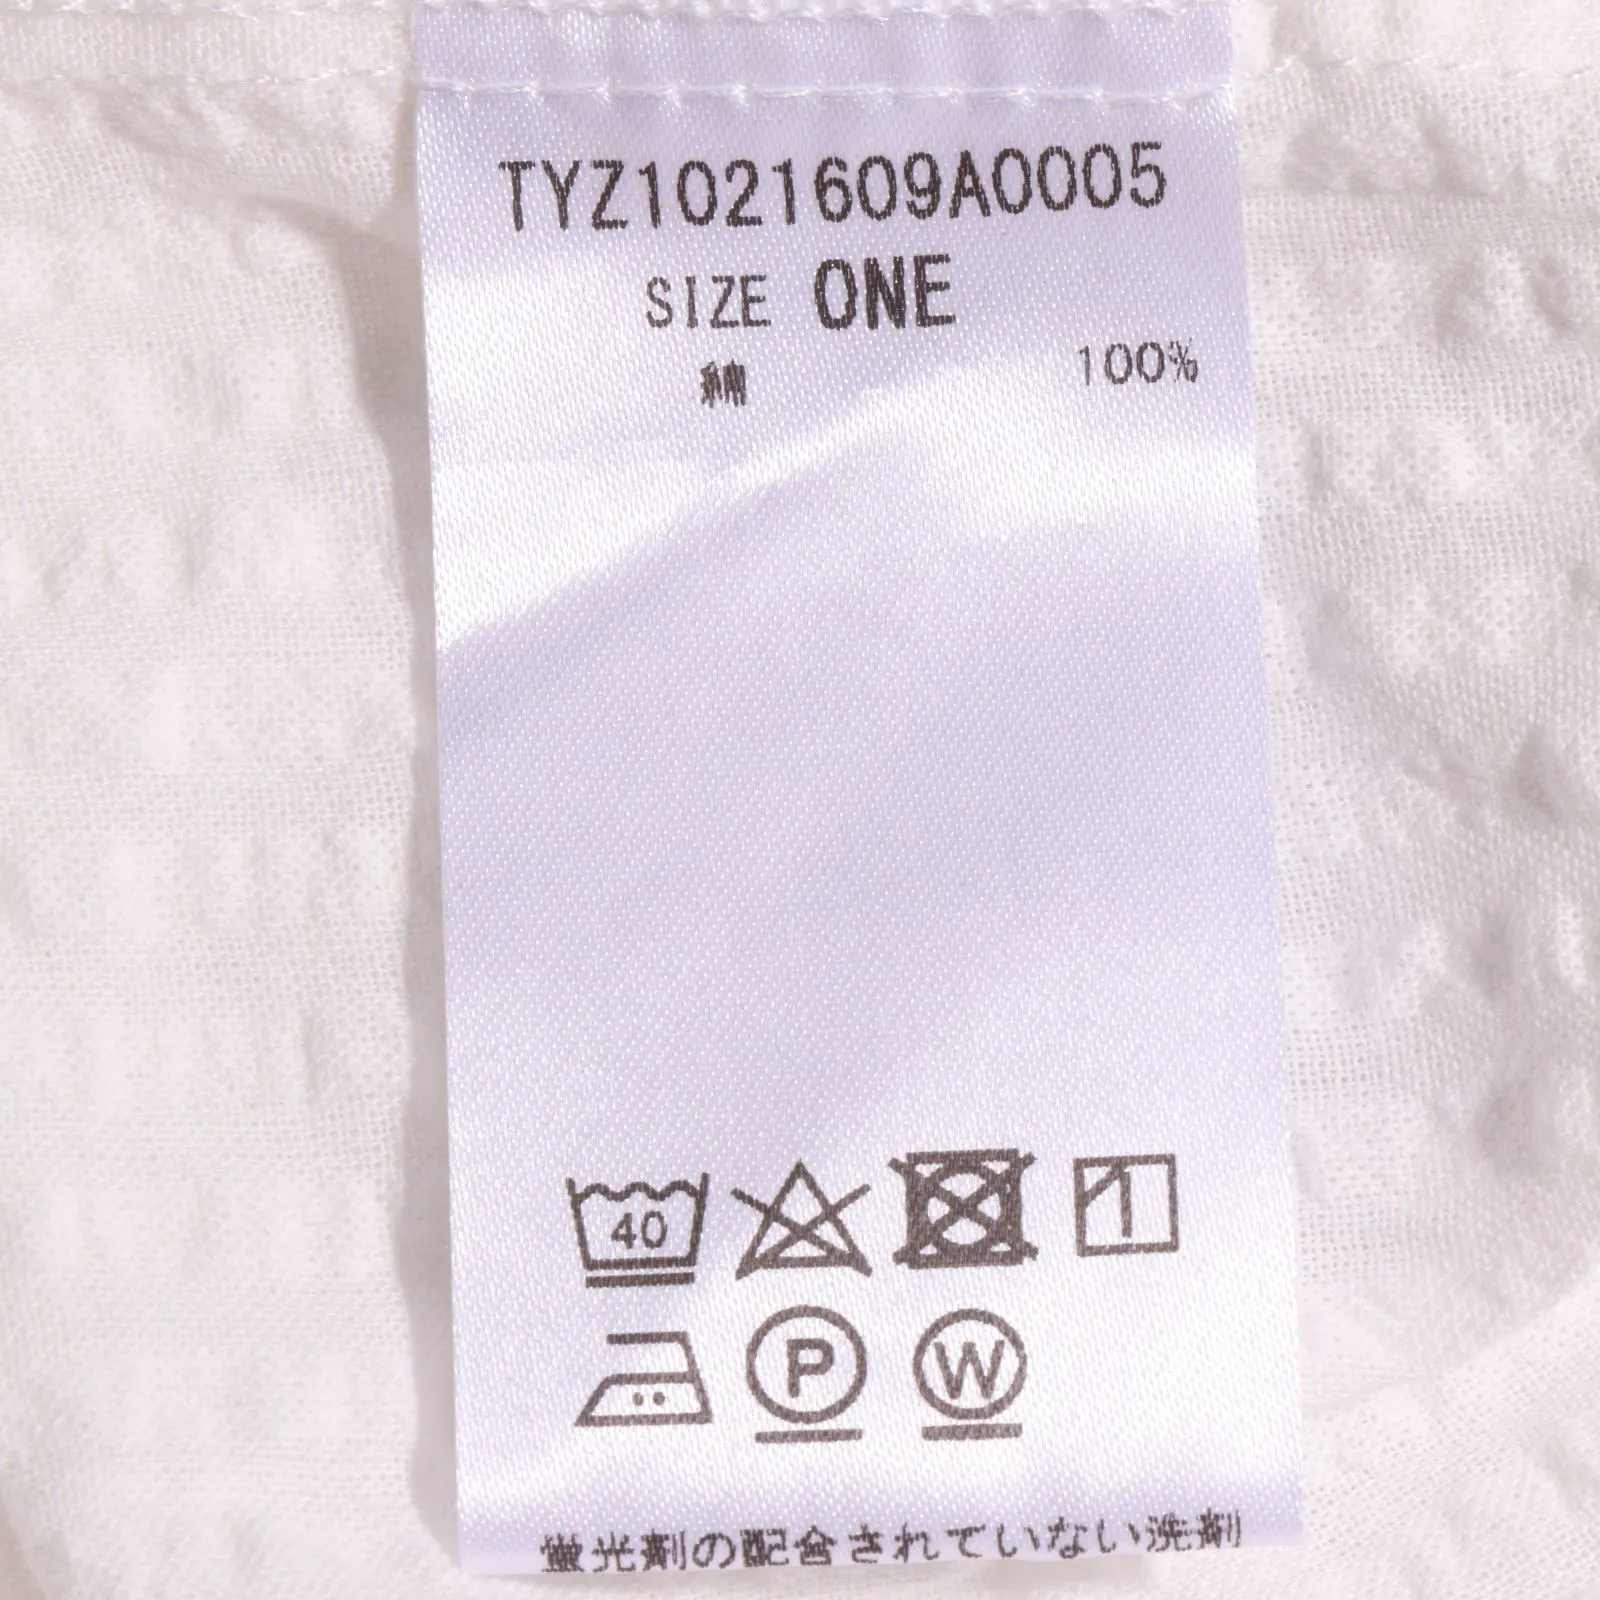 TYZ1021609A0005
SIZE ONE
綿 100%
40
P W
蛍光剤の配合されていない洗剤